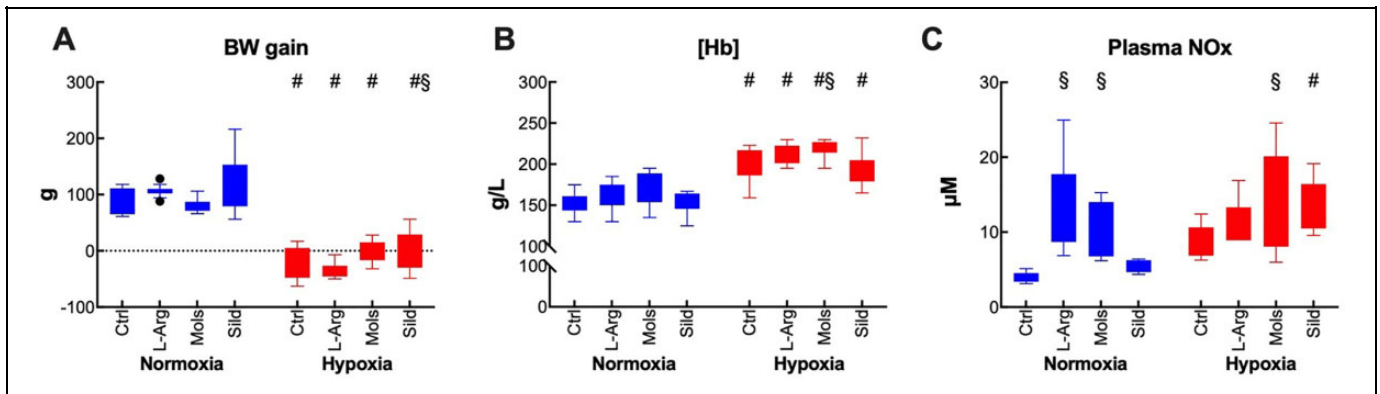 A BW gain
300
200
100
0
-100
g
# # # #§
Ctrl
L-Arg
Mols
Sild
Ctrl
L-Arg
Mols
Sild
Normoxia Hypoxia
B [Hb]
300
250
200
150
100
100
0
g/L
# # #§ #
Ctrl
L-Arg
Mols
Sild
Ctrl
L-Arg
Mols
Sild
Normoxia Hypoxia
C Plasma NOx
30
20
10
0
µM
§ § § #
Ctrl
L-Arg
Mols
Sild
Ctrl
L-Arg
Mols
Sild
Normoxia Hypoxia